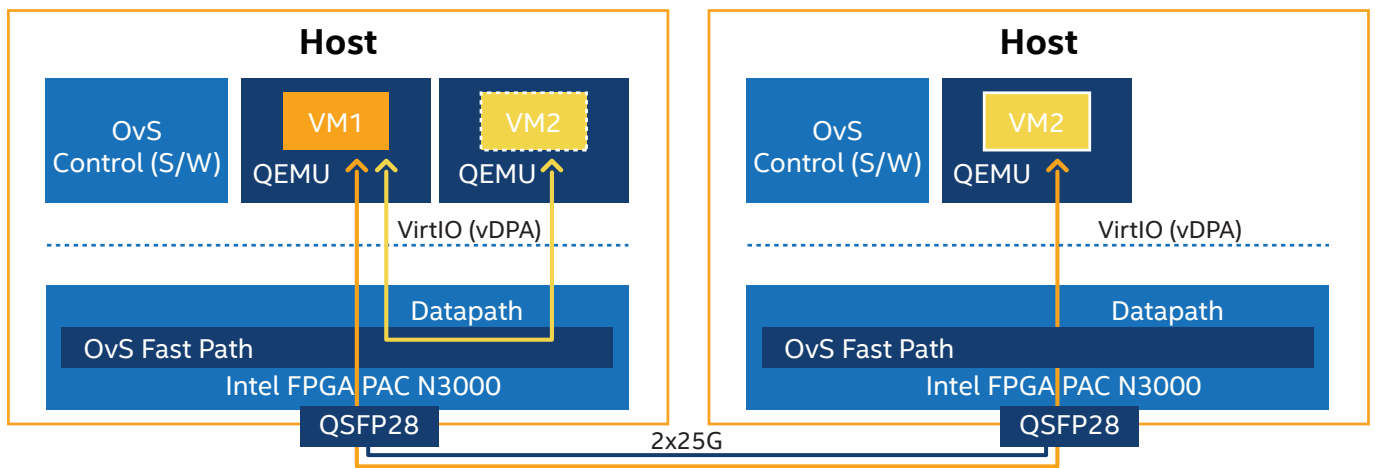 Host
OvS
Control (S/W)
VM1
QEMU
VM2
QEMU
VirtIO (vDPA)
Datapath
OvS Fast Path
Intel FPGA PAC N3000
QSFP28
2x25G
Host
OvS
Control (S/W)
VM2
QEMU
VirtIO (vDPA)
Datapath
OvS Fast Path
Intel FPGA PAC N3000
QSFP28